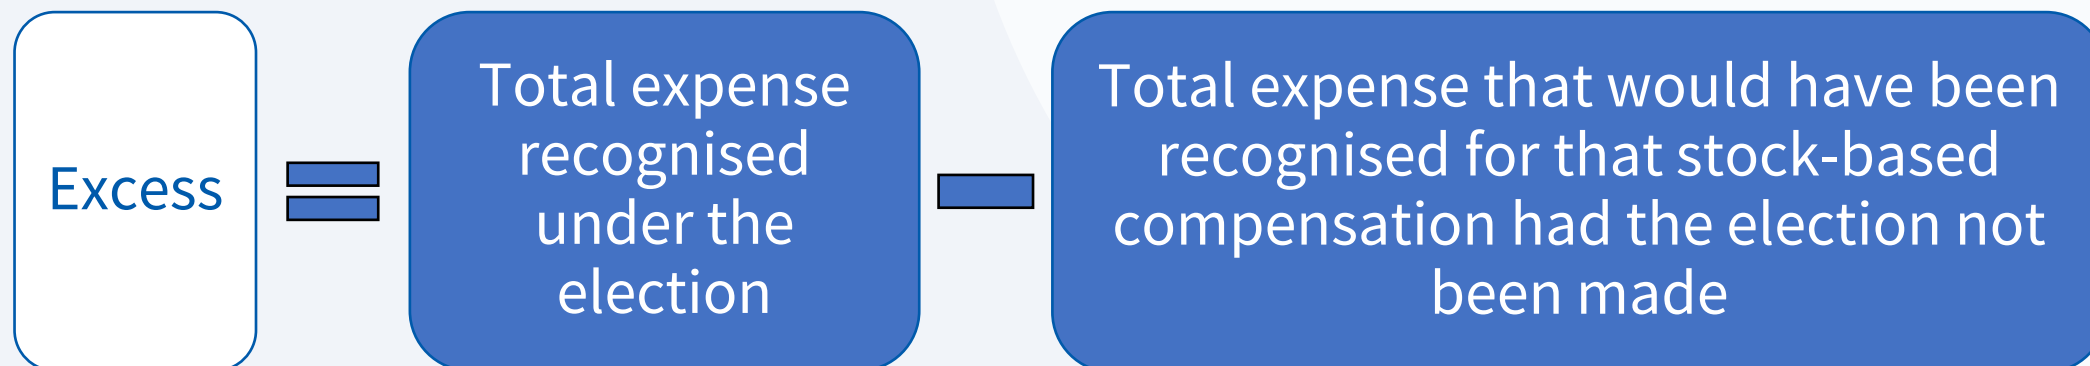 Excess
Total expense
recognised
under the
election
Total expense that would have been
recognised for that stock-based
compensation had the election not
been made